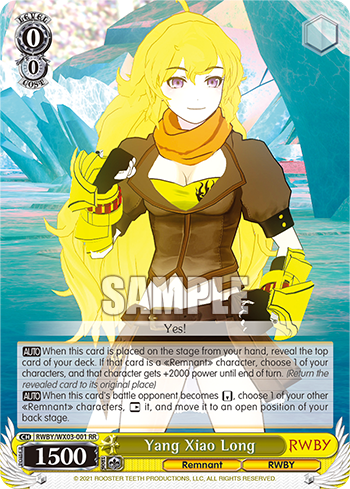 LEVEL
0
0
COST
SAMPLE
Yes!
AUTO When this card is placed on the stage from your hand, reveal the top
card of your deck. If that card is a «Remnant» character, choose 1 of your
characters, and that character gets +2000 power until end of turn. (Return the
revealed card to its original place)
AUTO When this card's battle opponent becomes, choose 1 of your other
«Remnant» characters, it, and move it to an open position of your
back stage.
CH RWBY/WX03-001 RR
Yang Xiao Long
RWBY
POWER
1500
SOUL
Remnant
RWBY
© 2021 ROOSTER TEETH PRODUCTIONS, LLC, ALL RIGHTS RESERVED.